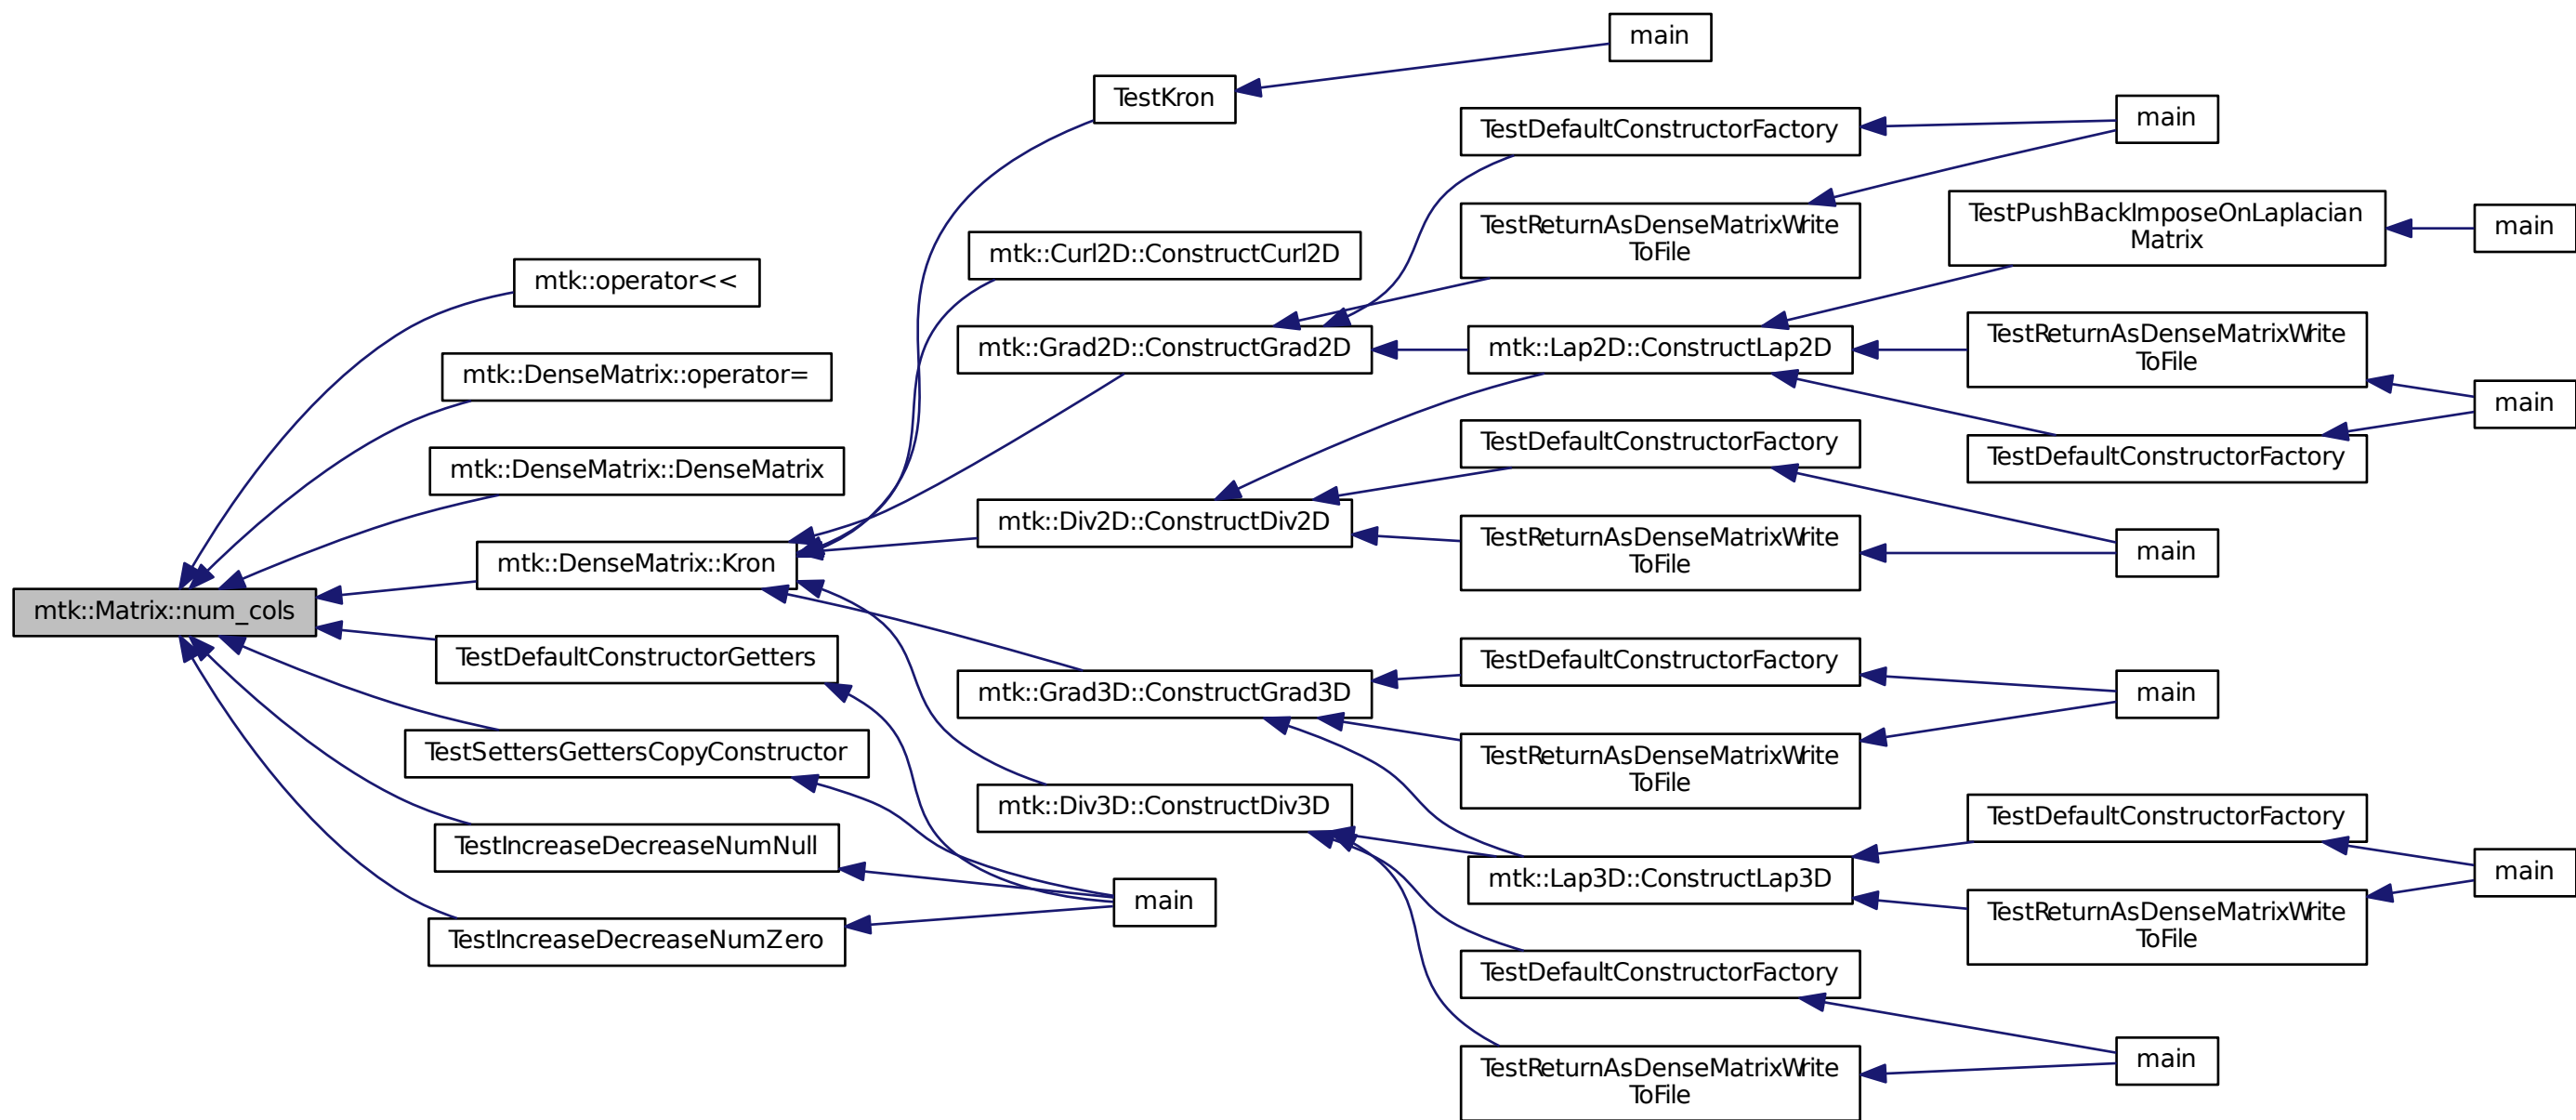 main
TestKron
main
TestDefaultConstructorFactory
TestReturnAsDenseMatrixWrite
ToFile
TestPushBackImposeOnLaplacian
Matrix
main
mtk::Curl2D::ConstructCurl2D
mtk::operator<<
mtk::Grad2D::ConstructGrad2D
mtk::Lap2D::ConstructLap2D
TestReturnAsDenseMatrixWrite
ToFile
main
mtk::DenseMatrix::operator=
TestDefaultConstructorFactory
TestDefaultConstructorFactory
mtk::DenseMatrix::DenseMatrix
mtk::Div2D::ConstructDiv2D
TestReturnAsDenseMatrixWrite
ToFile
main
mtk::DenseMatrix::Kron
mtk::Matrix::num_cols
TestDefaultConstructorGetters
TestDefaultConstructorFactory
mtk::Grad3D::ConstructGrad3D
main
TestSettersGettersCopyConstructor
TestReturnAsDenseMatrixWrite
ToFile
mtk::Div3D::ConstructDiv3D
TestDefaultConstructorFactory
TestIncreaseDecreaseNumNull
mtk::Lap3D::ConstructLap3D
main
main
TestReturnAsDenseMatrixWrite
ToFile
TestIncreaseDecreaseNumZero
TestDefaultConstructorFactory
main
TestReturnAsDenseMatrixWrite
ToFile